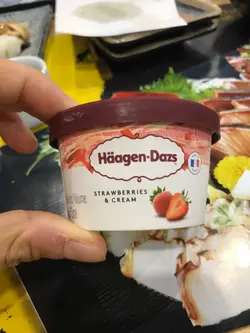 Häagen-Dazs
STRAWBERRIES
& CREAM